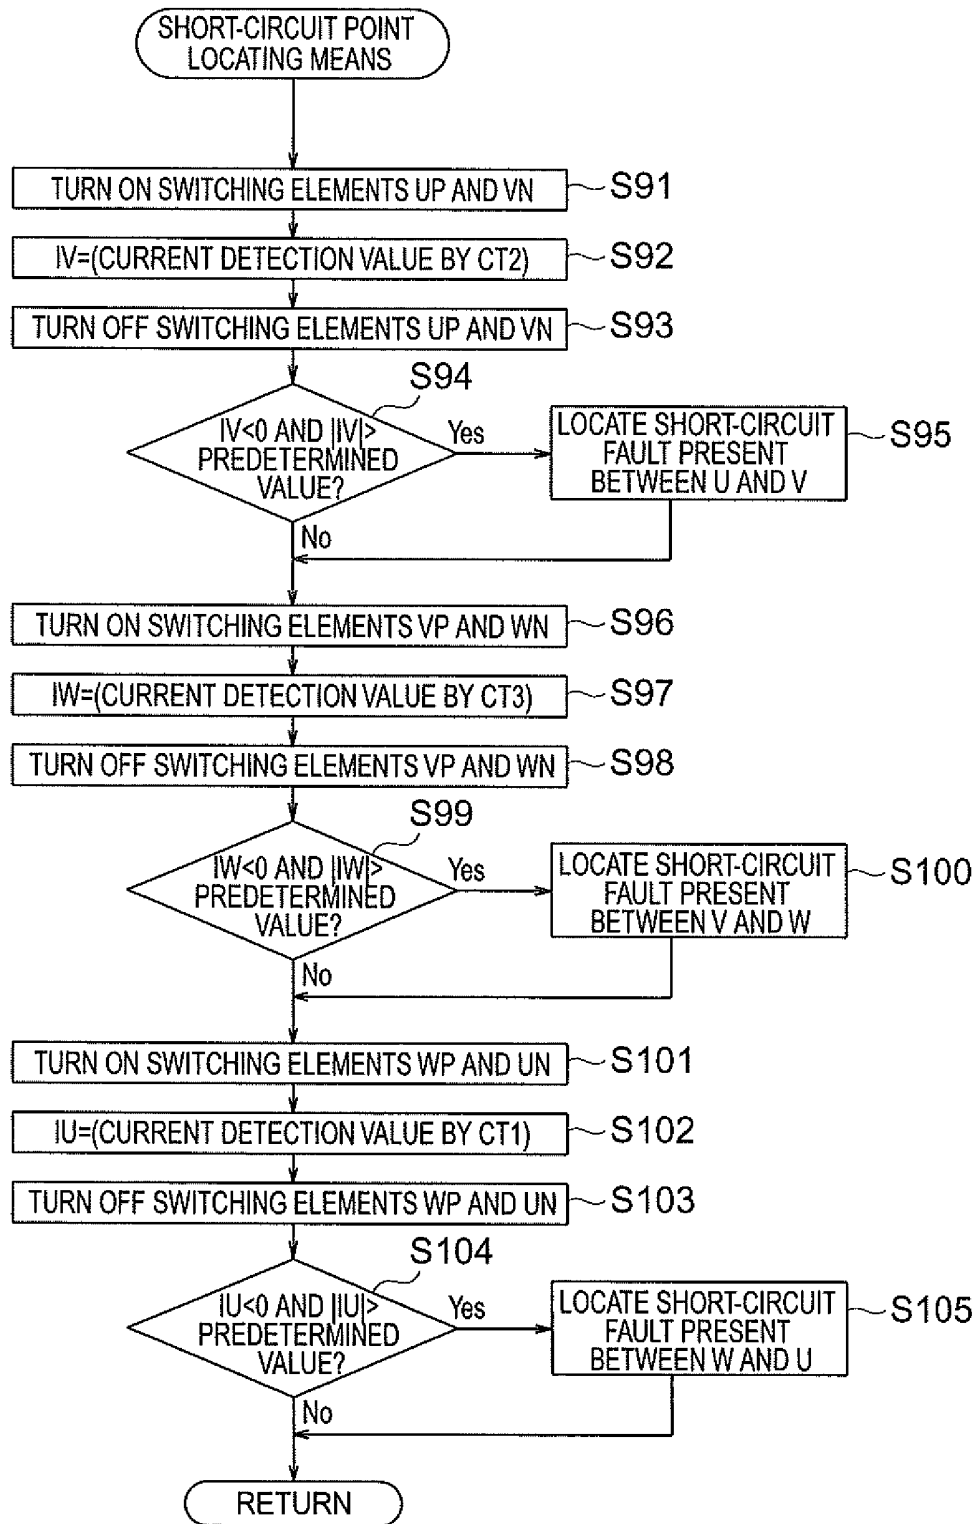 SHORT-CIRCUIT POINT
LOCATING MEANS
TURN ON SWITCHING ELEMENTS UP AND VN
S91
IV=(CURRENT DETECTION VALUE BY CT2)
S92
TURN OFF SWITCHING ELEMENTS UP AND VN
S93
S94
IV<0 AND |IV|>
PREDETERMINED
VALUE?
Yes
LOCATE SHORT-CIRCUIT
FAULT PRESENT
BETWEEN U AND V
S95
No
TURN ON SWITCHING ELEMENTS VP AND WN
S96
IW=(CURRENT DETECTION VALUE BY CT3)
S97
TURN OFF SWITCHING ELEMENTS VP AND WN
S98
S99
IW<0 AND |IW|>
PREDETERMINED
VALUE?
Yes
LOCATE SHORT-CIRCUIT
FAULT PRESENT
BETWEEN V AND W
S100
No
TURN ON SWITCHING ELEMENTS WP AND UN
S101
IU=(CURRENT DETECTION VALUE BY CT1)
S102
TURN OFF SWITCHING ELEMENTS WP AND UN
S103
S104
IU<0 AND |IU|>
PREDETERMINED
VALUE?
Yes
LOCATE SHORT-CIRCUIT
FAULT PRESENT
BETWEEN W AND U
S105
No
RETURN